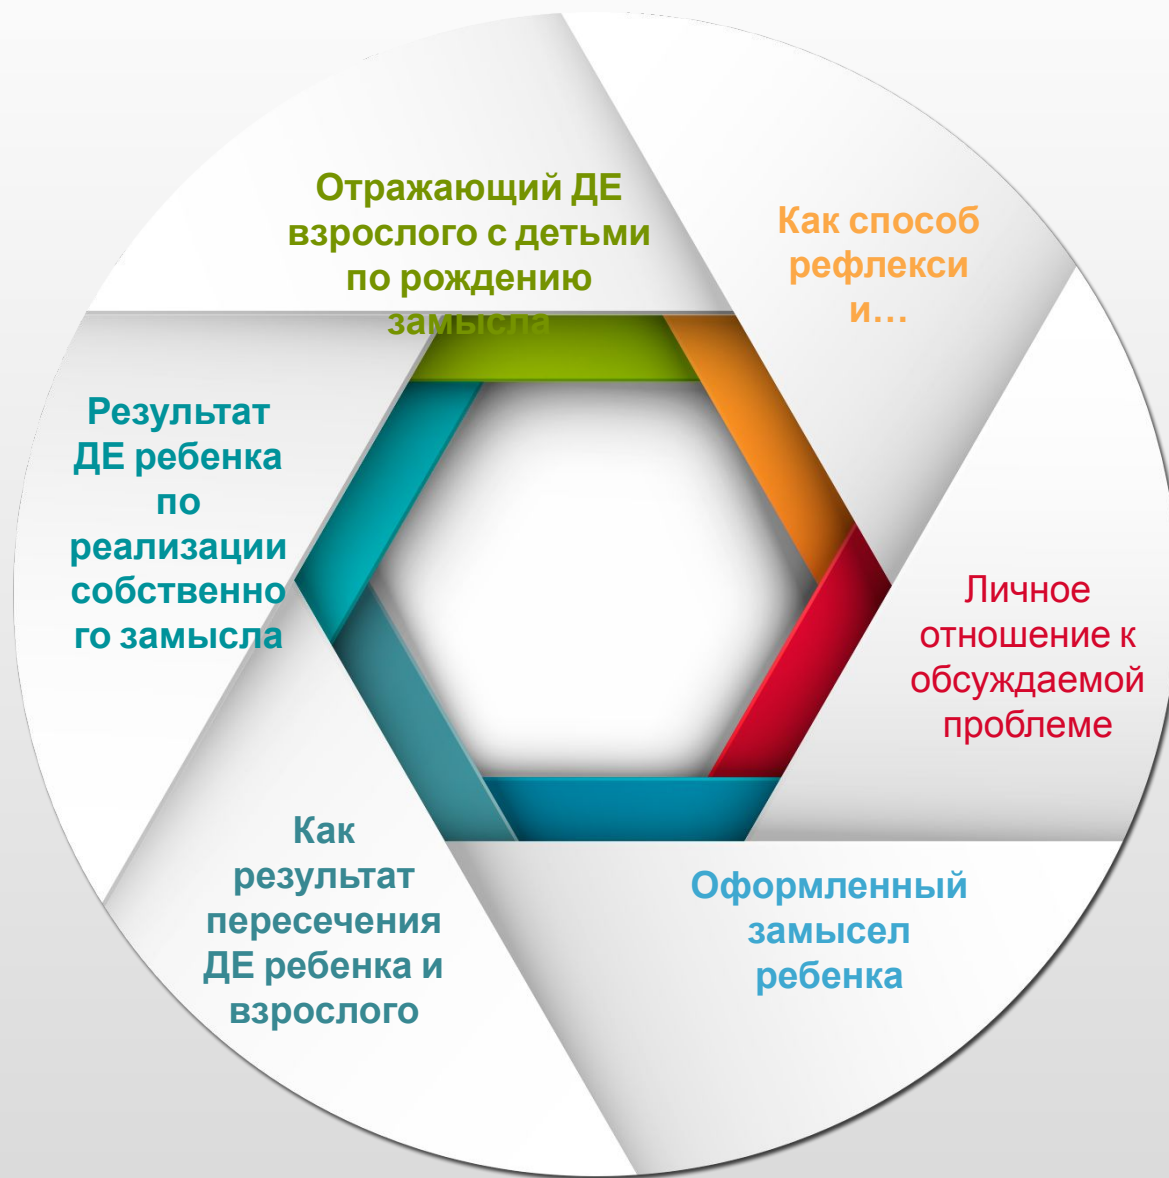 Отражающий ДЕ
взрослого с детьми
по рождению
замысла
Как способ
рефлекси
и...
Личное
отношение к
обсуждаемой
проблеме
Оформленный
замысел
ребенка
Как
результат
пересечения
ДЕ ребенка и
взрослого
Результат
ДЕ ребенка
по
реализации
собственно
го замысла